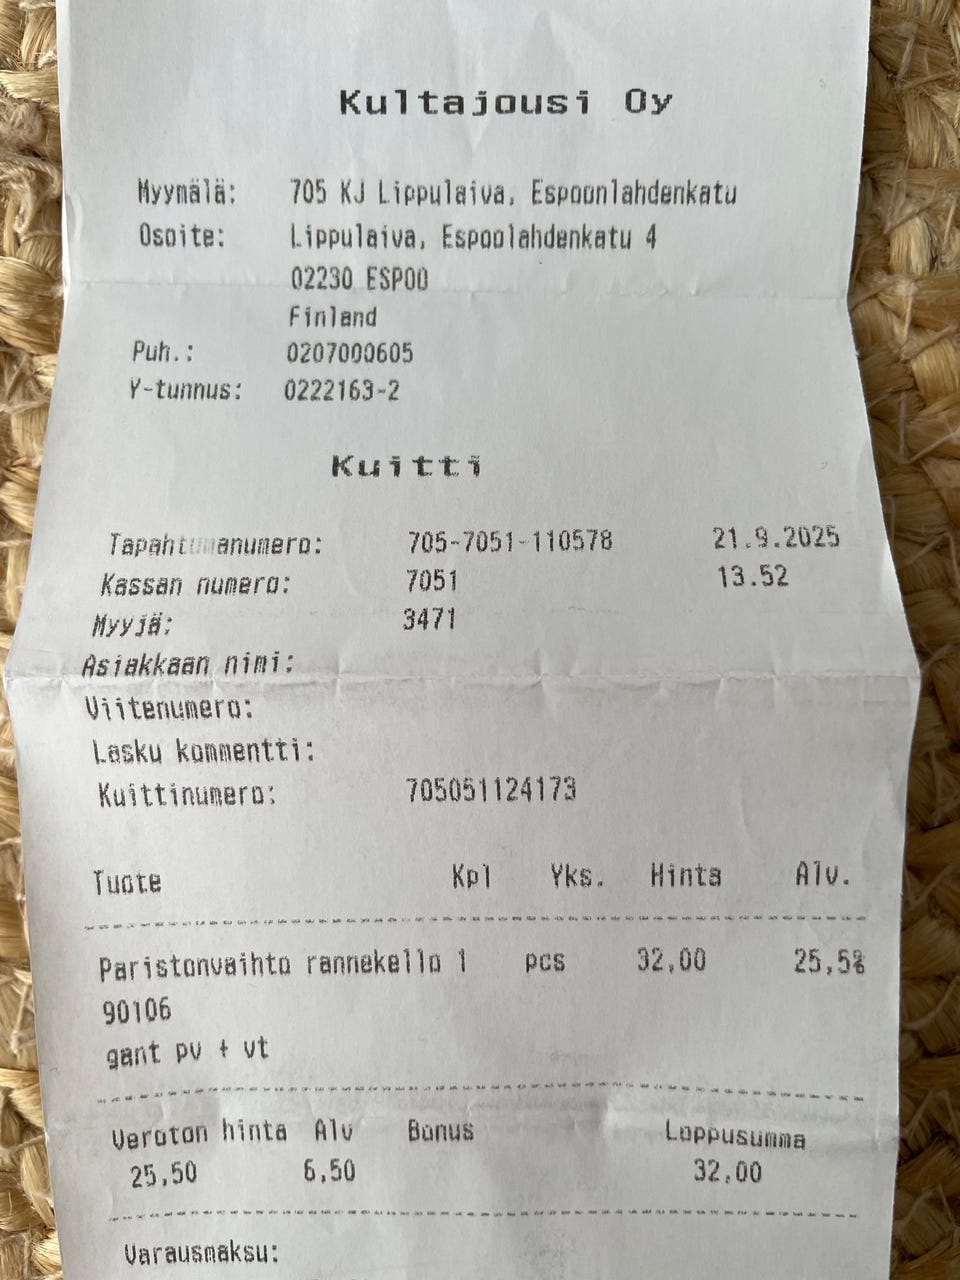 Kultajousi Oy
Myymälä: 705 KJ Lippulaiva, Espoonlahdenkatu
Osoite: Lippulaiva, Espoolahdenkatu 4
02230 ESPOO
Finland
Puh.: 0207000605
Y-tunnus: 0222163-2
Kuitti
Tapahtumanumero: 705-7051-110578 21.9.2025
Kassan numero: 7051 13.52
Myyjä: 3471
Asiakkaan nimi:
Viitenumero:
Lasku kommentti:
Kuittinumero: 705051124173
Tuote Kpl Yks. Hinta Alv.
Paristonvaihto rannekello 1 pcs 32,00 25,5%
90106
gant pv + vt
Veroton hinta Alv Bonus Loppusumma
25,50 6,50 32,00
Varausmaksu: